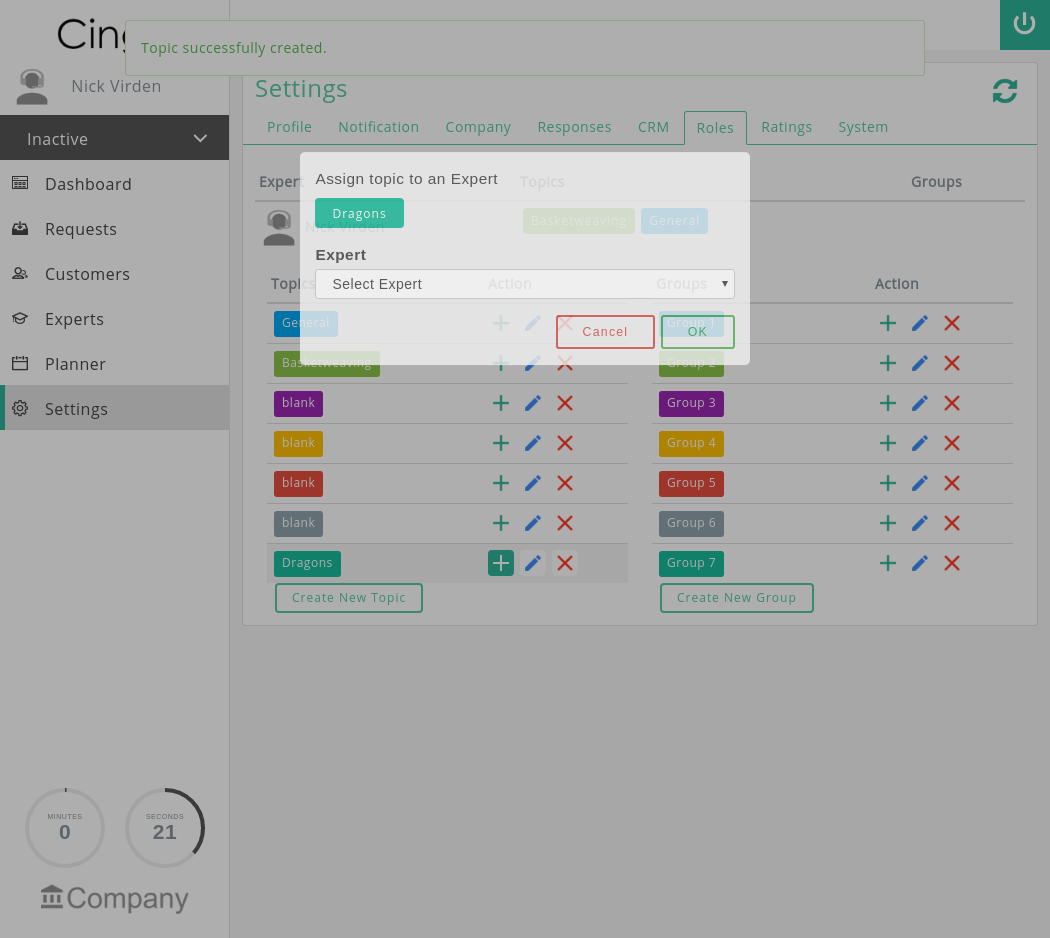 Cing
Topic successfully created.
Nick Virden
Settings
Inactive
Profile Notification Company Responses CRM Roles Ratings System
Dashboard
Requests
Customers
Experts
Planner
Settings
Expert Topics Groups
Assign topic to an Expert
Dragons
Nick Virden Basketweaving General
Expert
Select Expert
Topics Action Groups Action
Cancel OK
General Group 1
Basketweaving Group 2
blank Group 3
blank Group 4
blank Group 5
blank Group 6
Dragons Group 7
Create New Topic Create New Group
MINUTES SECONDS
0 21
Company